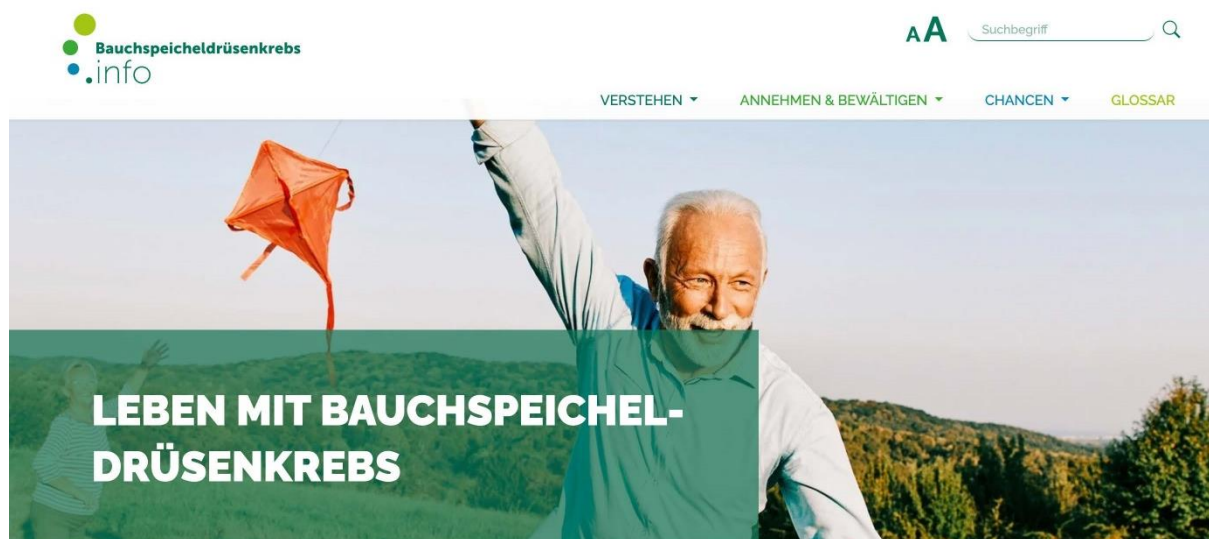 Bauchspeicheldrüsenkrebs
.info
AA
Suchbegriff
VERSTEHEN ANNEHMEN & BEWÄLTIGEN CHANCEN GLOSSAR
LEBEN MIT BAUCHSPEICHEL-
DRÜSENKREBS